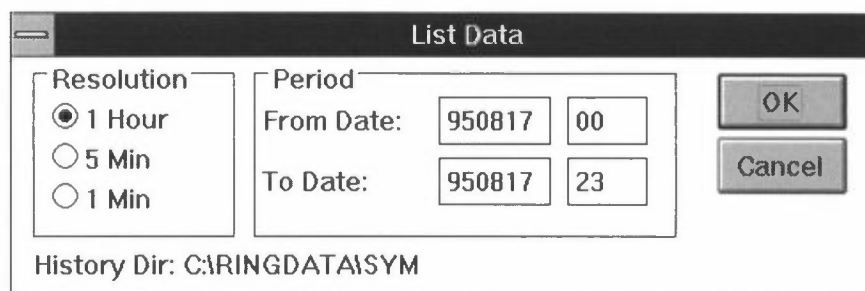 List Data
Resolution
1 Hour
5 Min
1 Min
Period
From Date: 950817 00
To Date: 950817 23
OK
Cancel
History Dir: C:\RINGDATA\SYM